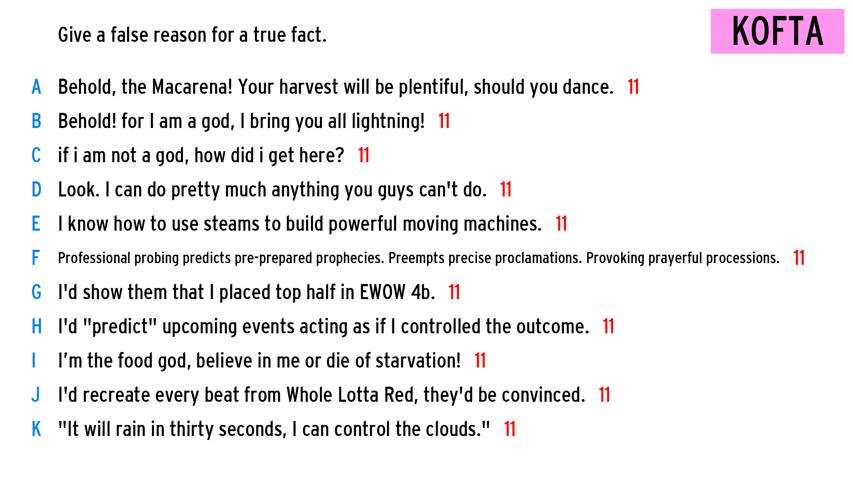 Give a false reason for a true fact.
KOFTA
A Behold, the Macarena! Your harvest will be plentiful, should you dance. 11
B Behold! for I am a god, I bring you all lightning! 11
C if i am not a god, how did i get here? 11
D Look. I can do pretty much anything you guys can't do. 11
E I know how to use steams to build powerful moving machines. 11
F Professional probing predicts pre-prepared prophecies. Preempts precise proclamations. Provoking prayerful processions. 11
G I'd show them that I placed top half in EWOW 4b. 11
H I'd "predict" upcoming events acting as if I controlled the outcome. 11
I I’m the food god, believe in me or die of starvation! 11
J I'd recreate every beat from Whole Lotta Red, they'd be convinced. 11
K "It will rain in thirty seconds, I can control the clouds." 11